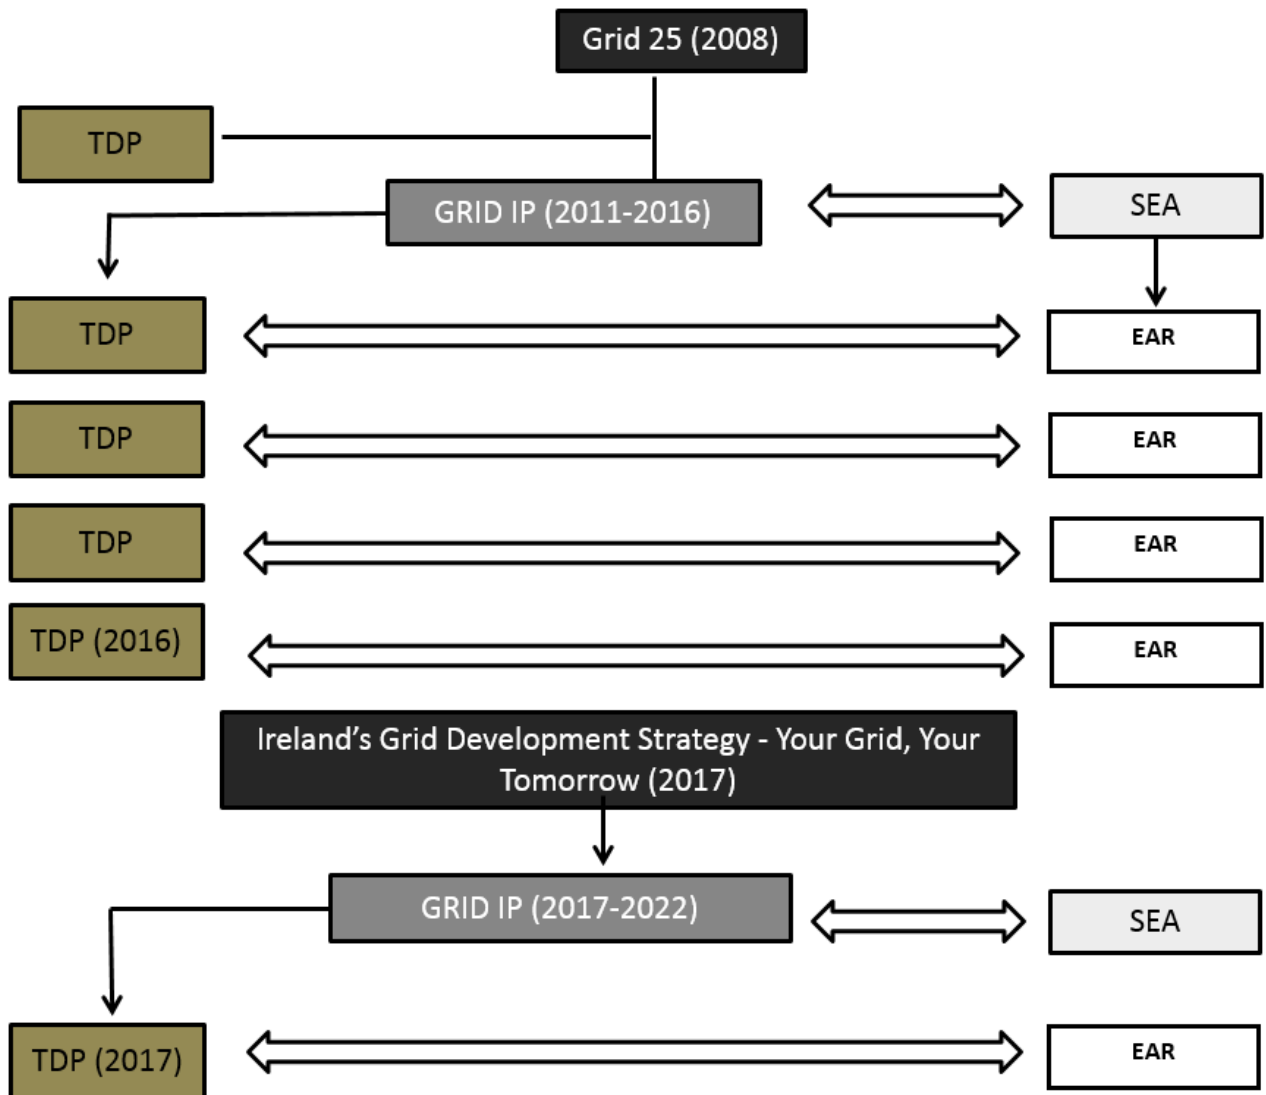 Grid 25 (2008)
TDP
GRID IP (2011-2016)
SEA
TDP
EAR
TDP
EAR
TDP
EAR
TDP (2016)
EAR
Ireland’s Grid Development Strategy - Your Grid, Your
Tomorrow (2017)
GRID IP (2017-2022)
SEA
TDP (2017)
EAR